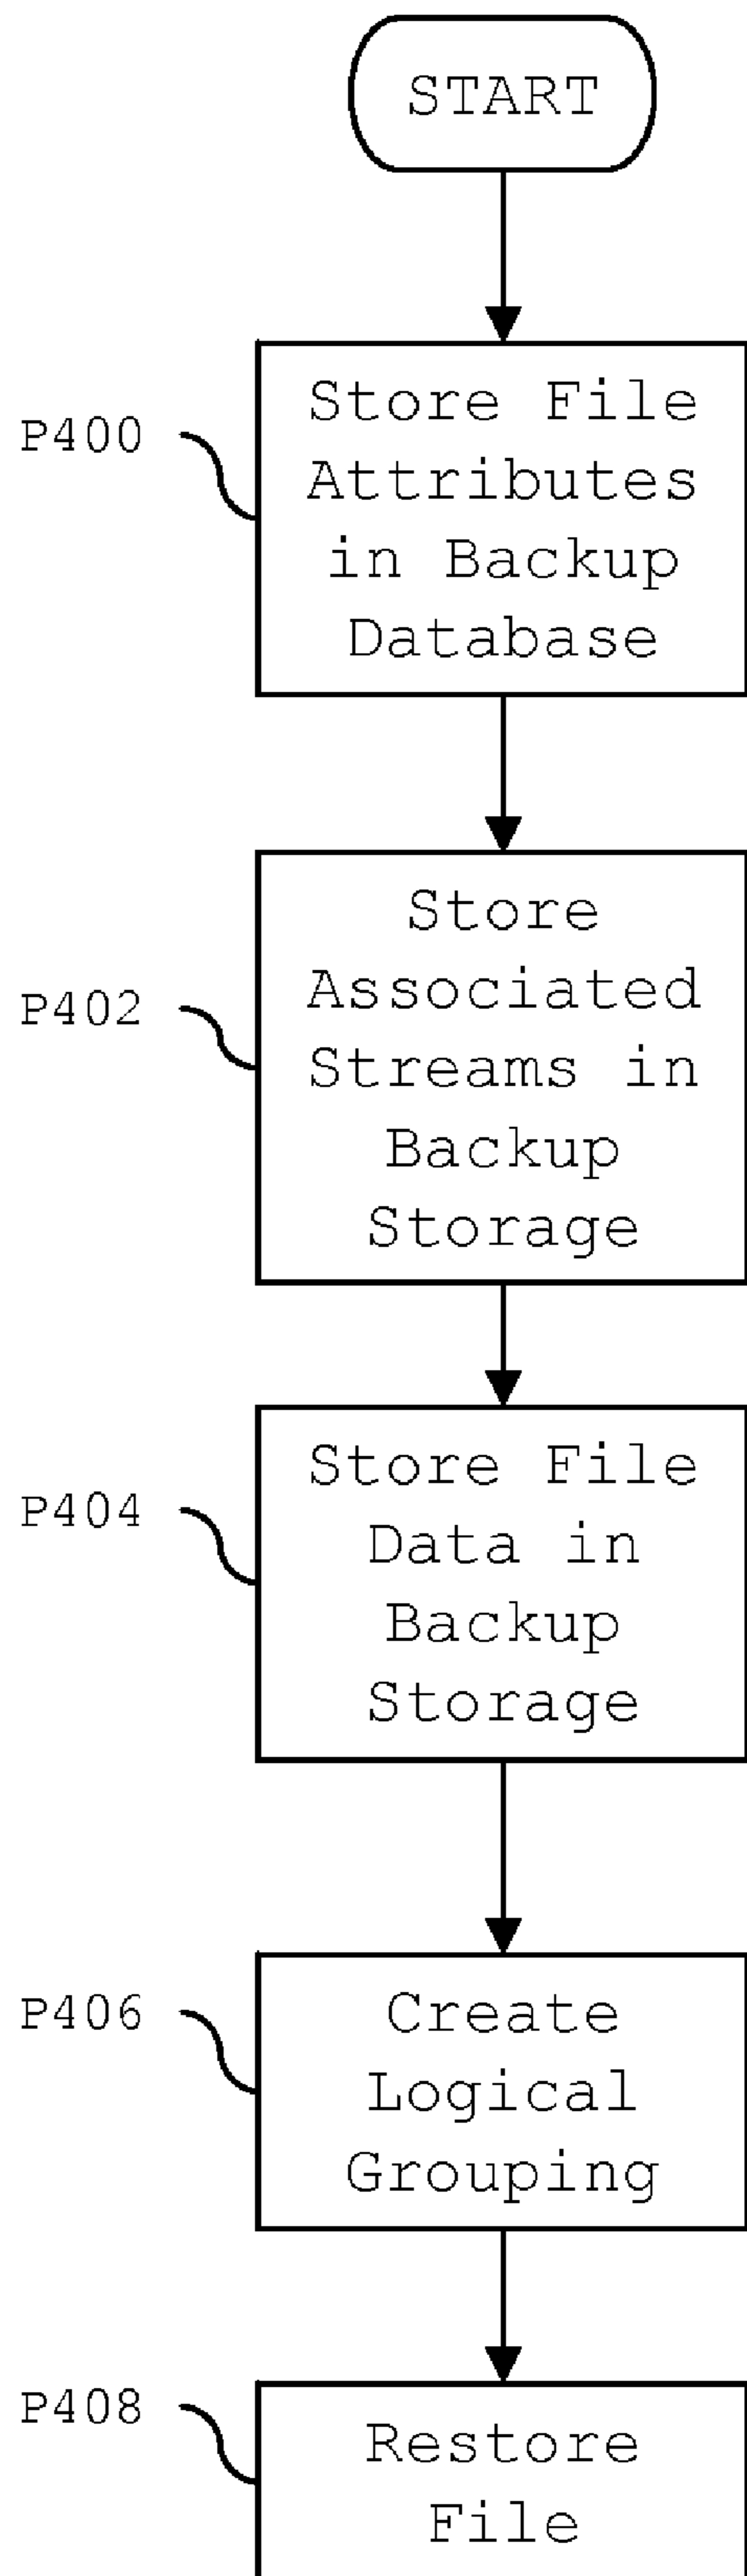 START
P400
Store File
Attributes
in Backup
Database
P402
Store
Associated
Streams in
Backup
Storage
P404
Store File
Data in
Backup
Storage
P406
Create
Logical
Grouping
P408
Restore
File